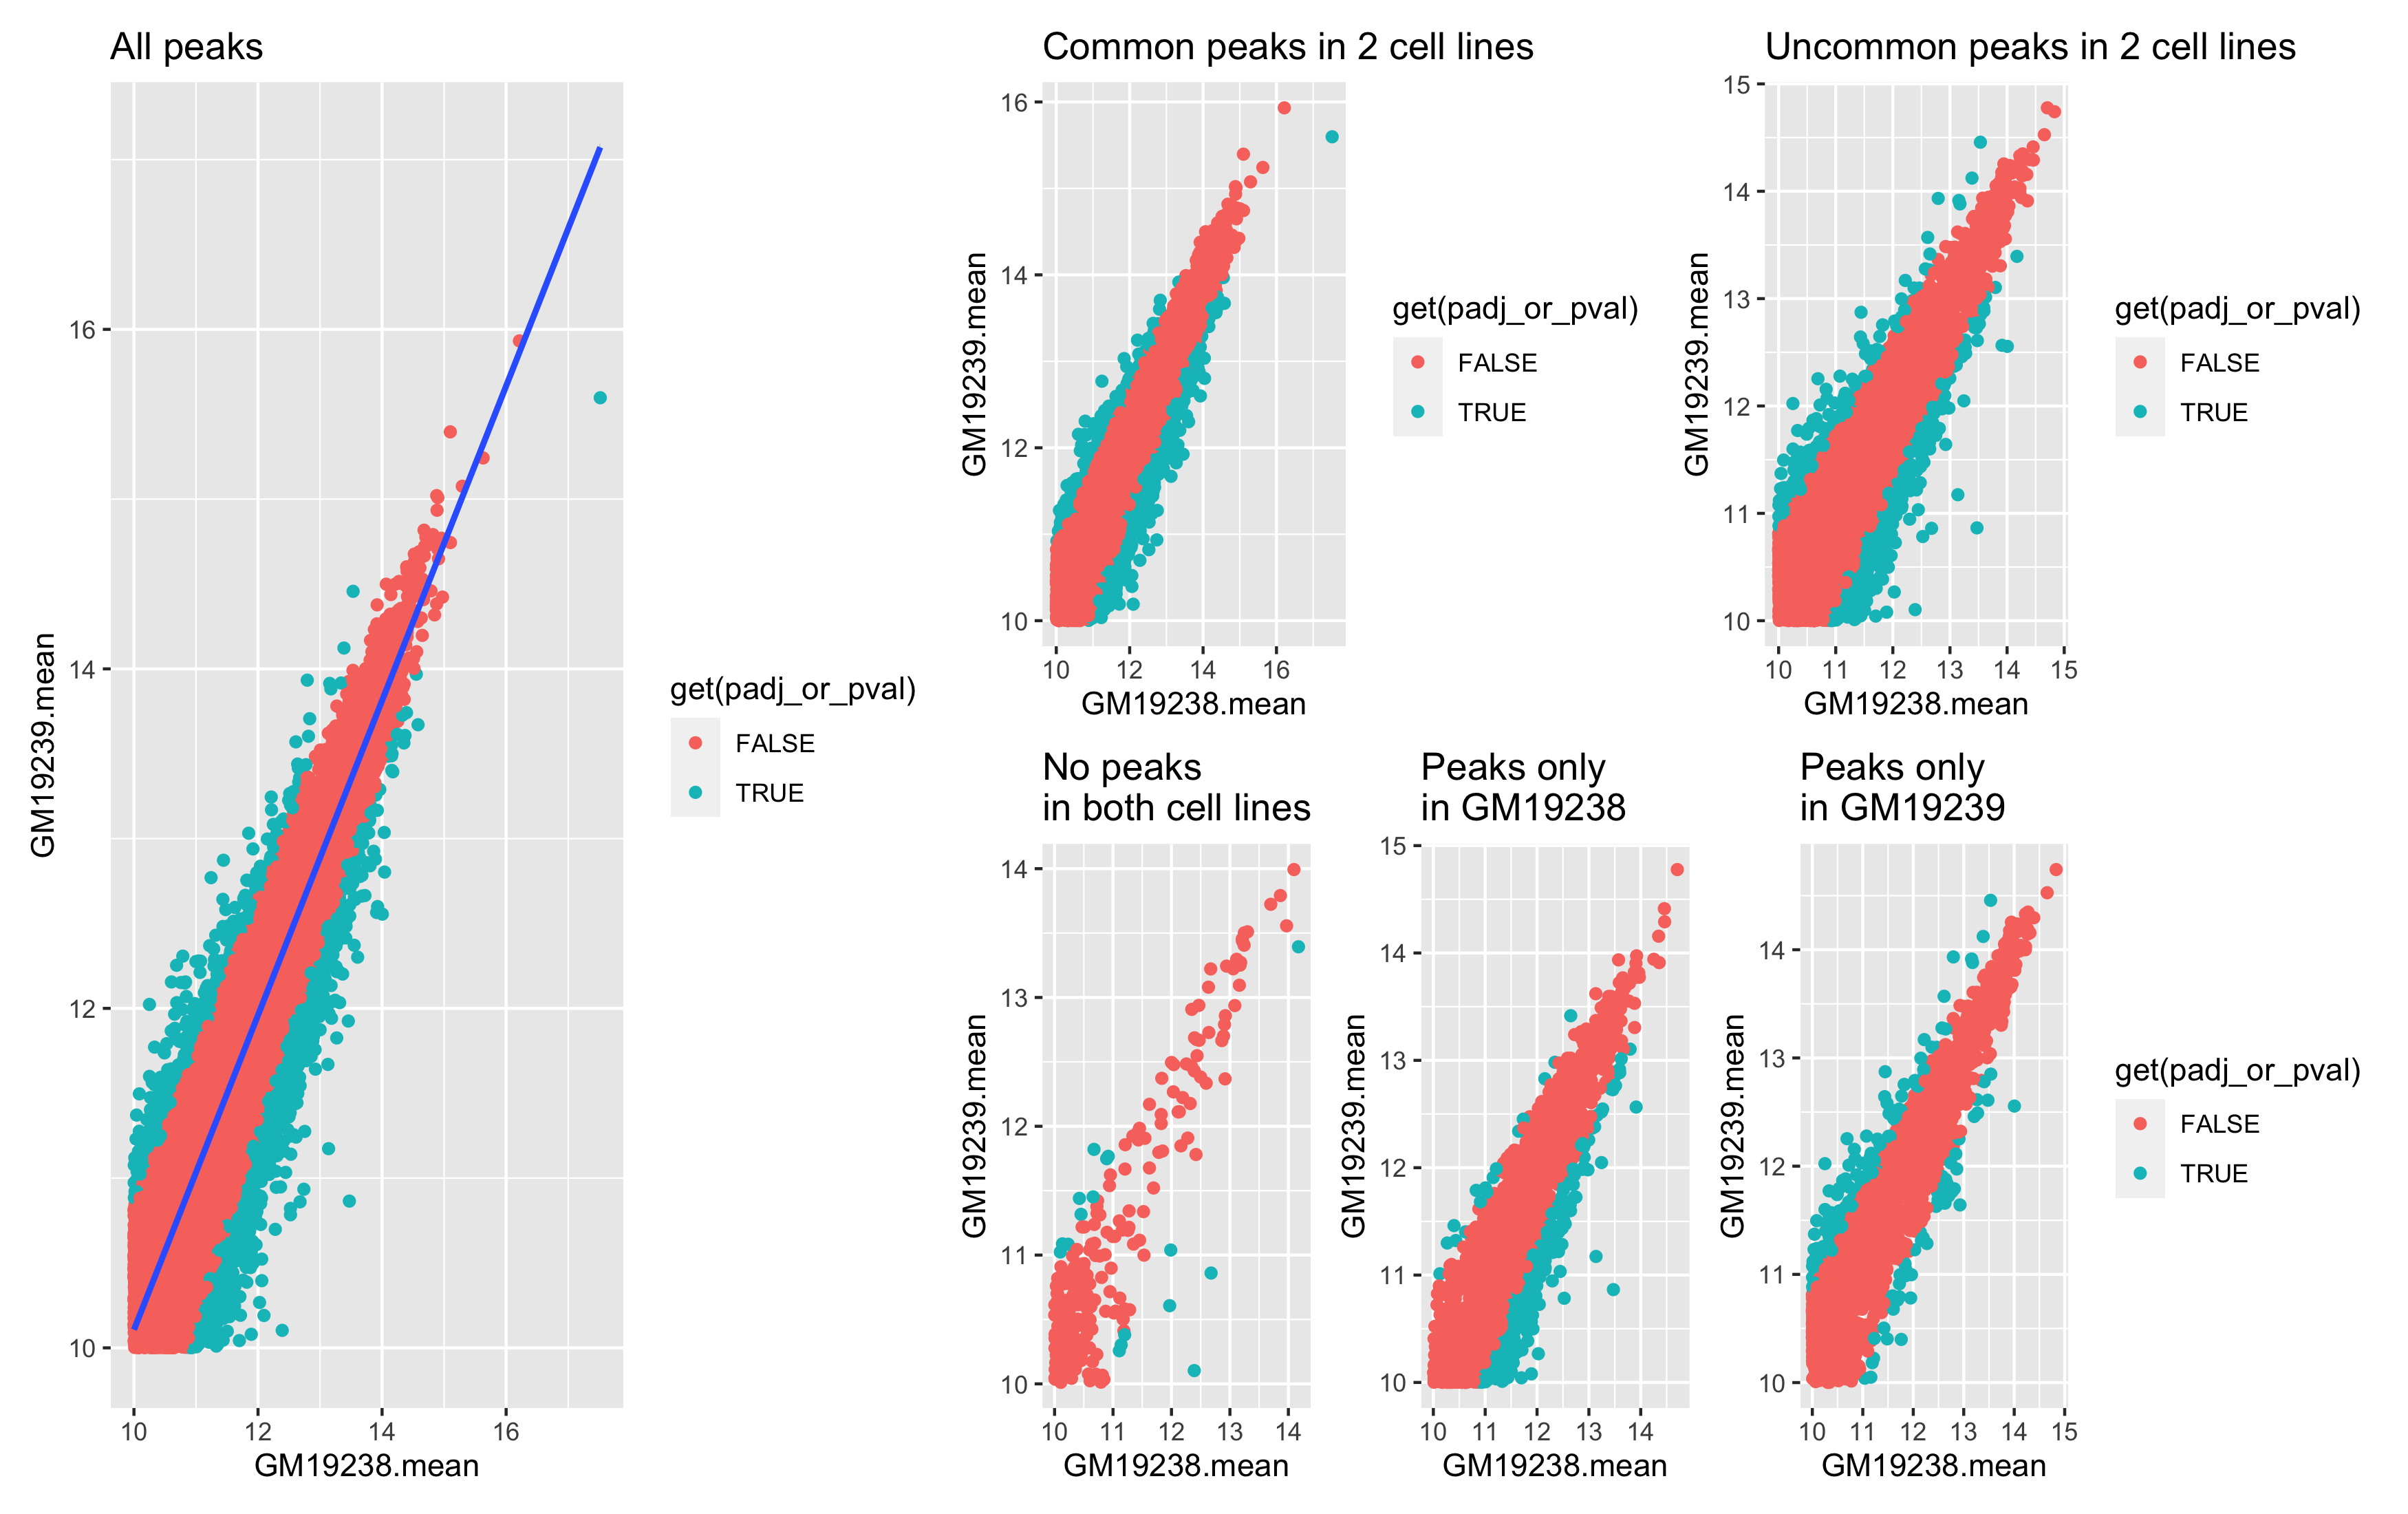 All peaks
16
14
12
10
10 12 14 16
GM19238.mean
GM19239.mean
get(padj_or_pval)
FALSE
TRUE
Common peaks in 2 cell lines
16
14
12
10
10 12 14 16
GM19238.mean
GM19239.mean
get(padj_or_pval)
FALSE
TRUE
Uncommon peaks in 2 cell lines
15
14
13
12
11
10
10 11 12 13 14 15
GM19238.mean
GM19239.mean
get(padj_or_pval)
FALSE
TRUE
No peaks
in both cell lines
14
13
12
11
10
10 11 12 13 14
GM19238.mean
GM19239.mean
Peaks only
in GM19238
15
14
13
12
11
10
10 11 12 13 14
GM19238.mean
GM19239.mean
Peaks only
in GM19239
14
13
12
11
10
10 11 12 13 14 15
GM19238.mean
GM19239.mean
get(padj_or_pval)
FALSE
TRUE